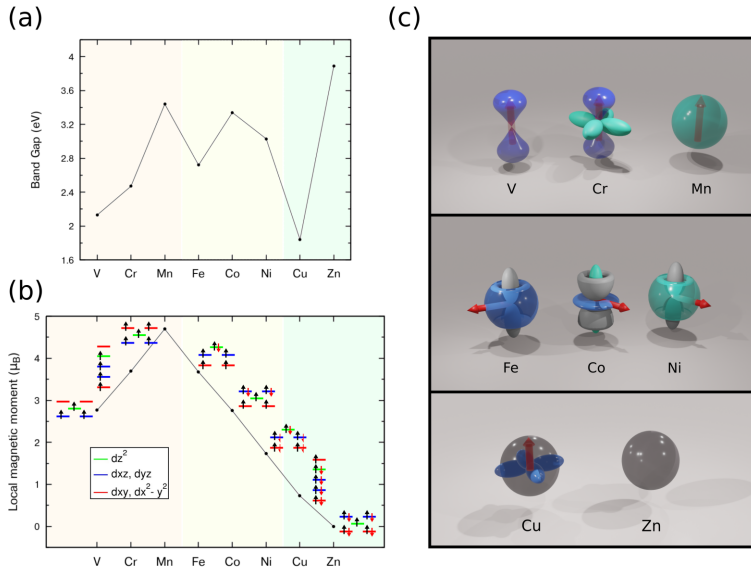 (a)
4
3.6
3.2
2.8
2.4
2
1.6
Band Gap (eV)
V Cr Mn Fe Co Ni Cu Zn
(b)
5
4
3
2
1
0
Local magnetic moment (μB)
dz²
dxz, dyz
dxy, dx²- y²
V Cr Mn Fe Co Ni Cu Zn
(c)
V Cr Mn
Fe Co Ni
Cu Zn